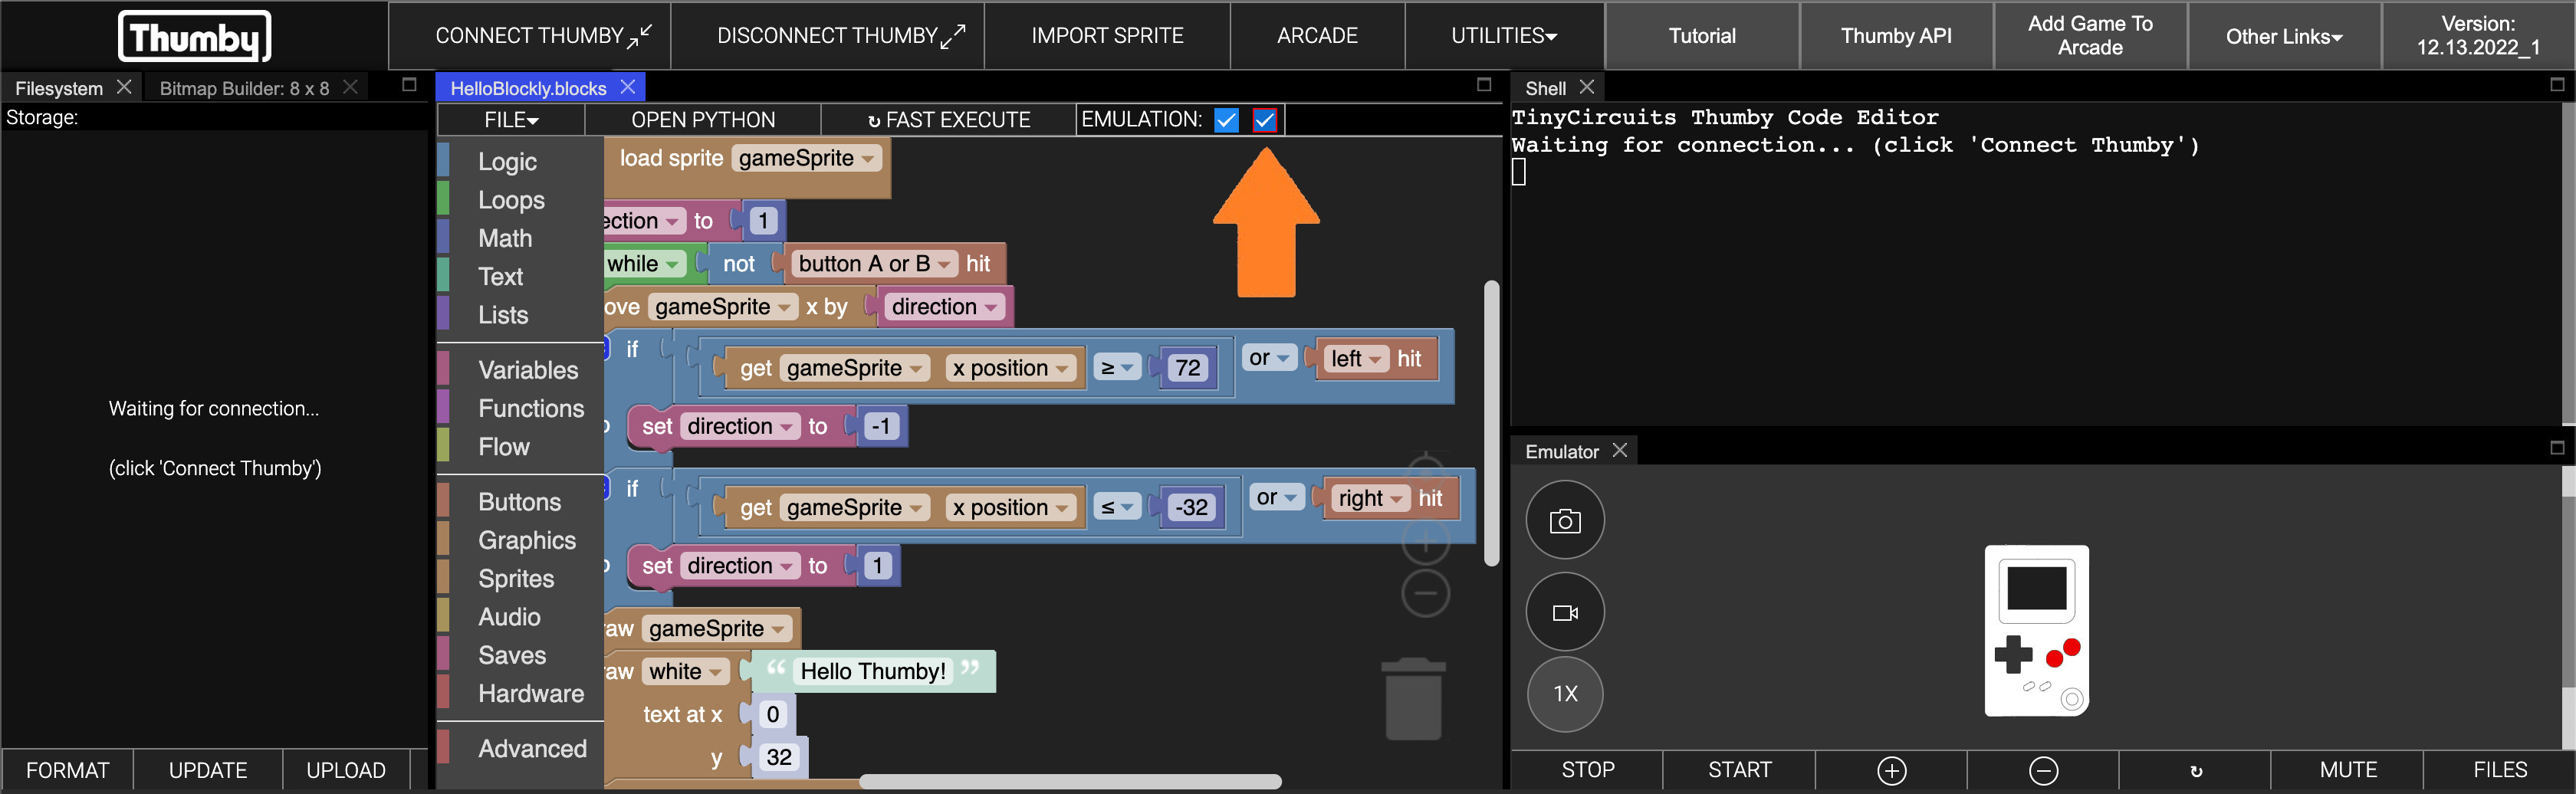 Thumby
CONNECT THUMBY
DISCONNECT THUMBY
IMPORT SPRITE
ARCADE
UTILITIES
Tutorial
Thumby API
Add Game To
Arcade
Other Links
Version:
12.13.2022_1
Filesystem
Bitmap Builder: 8 x 8
Storage:
Waiting for connection...
(click 'Connect Thumby')
FORMAT
UPDATE
UPLOAD
HelloBlockly.blocks
FILE
OPEN PYTHON
↻ FAST EXECUTE
EMULATION:
Logic
Loops
Math
Text
Lists
Variables
Functions
Flow
Buttons
Graphics
Sprites
Audio
Saves
Hardware
Advanced
load sprite gameSprite
ection to 1
while not button A or B hit
ove gameSprite x by direction
if get gameSprite x position ≥ 72 or left hit
set direction to -1
if get gameSprite x position ≤ -32 or right hit
set direction to 1
aw gameSprite
aw white “ Hello Thumby! ”
text at x 0
y 32
Shell
TinyCircuits Thumby Code Editor
Waiting for connection... (click 'Connect Thumby')
Emulator
1X
STOP
START
MUTE
FILES